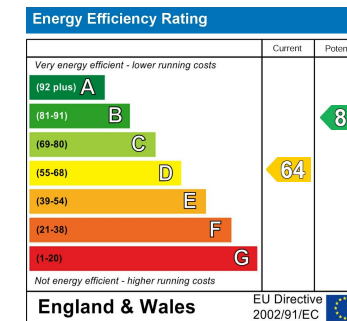 Energy Efficiency Rating
Current
Very energy efficient - lower running costs
(92 plus) A
(81-91) B
(69-80) C
(55-68) D
64
(39-54) E
(21-38) F
(1-20) G
Not energy efficient - higher running costs
England & Wales
EU Directive
2002/91/EC